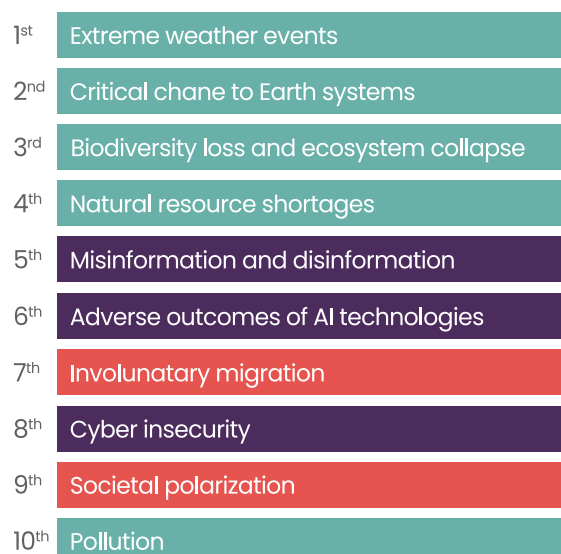 1st Extreme weather events
2nd Critical chane to Earth systems
3rd Biodiversity loss and ecosystem collapse
4th Natural resource shortages
5th Misinformation and disinformation
6th Adverse outcomes of AI technologies
7th Involunatary migration
8th Cyber insecurity
9th Societal polarization
10th Pollution